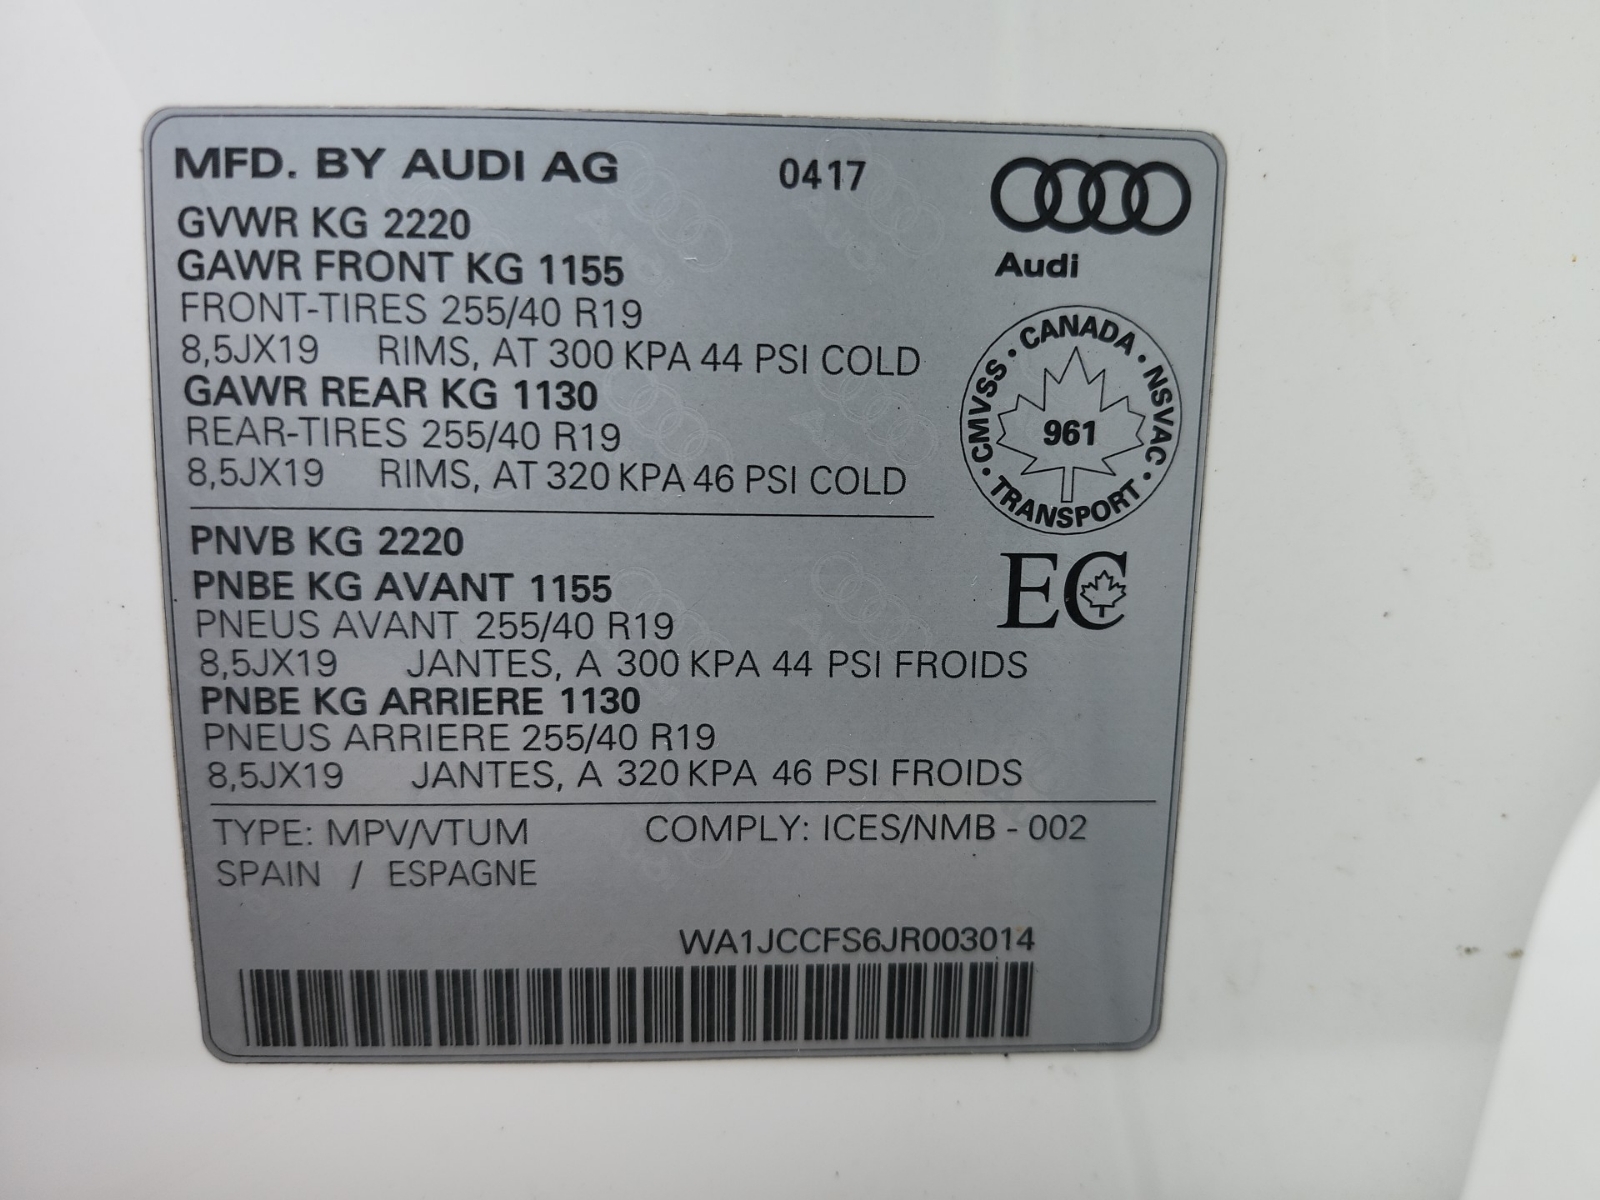 MFD. BY AUDI AG 0417
GVWR KG 2220
GAWR FRONT KG 1155
FRONT-TIRES 255/40 R19
8,5JX19 RIMS, AT 300 KPA 44 PSI COLD
GAWR REAR KG 1130
REAR-TIRES 255/40 R19
8,5JX19 RIMS, AT 320 KPA 46 PSI COLD
Audi
CANADA · NSVAC · TRANSPORT · CMVSS ·
961
EC
PNVB KG 2220
PNBE KG AVANT 1155
PNEUS AVANT 255/40 R19
8,5JX19 JANTES, A 300 KPA 44 PSI FROIDS
PNBE KG ARRIERE 1130
PNEUS ARRIERE 255/40 R19
8,5JX19 JANTES, A 320 KPA 46 PSI FROIDS
TYPE: MPV/VTUM COMPLY: ICES/NMB - 002
SPAIN / ESPAGNE
WA1JCCFS6JR003014